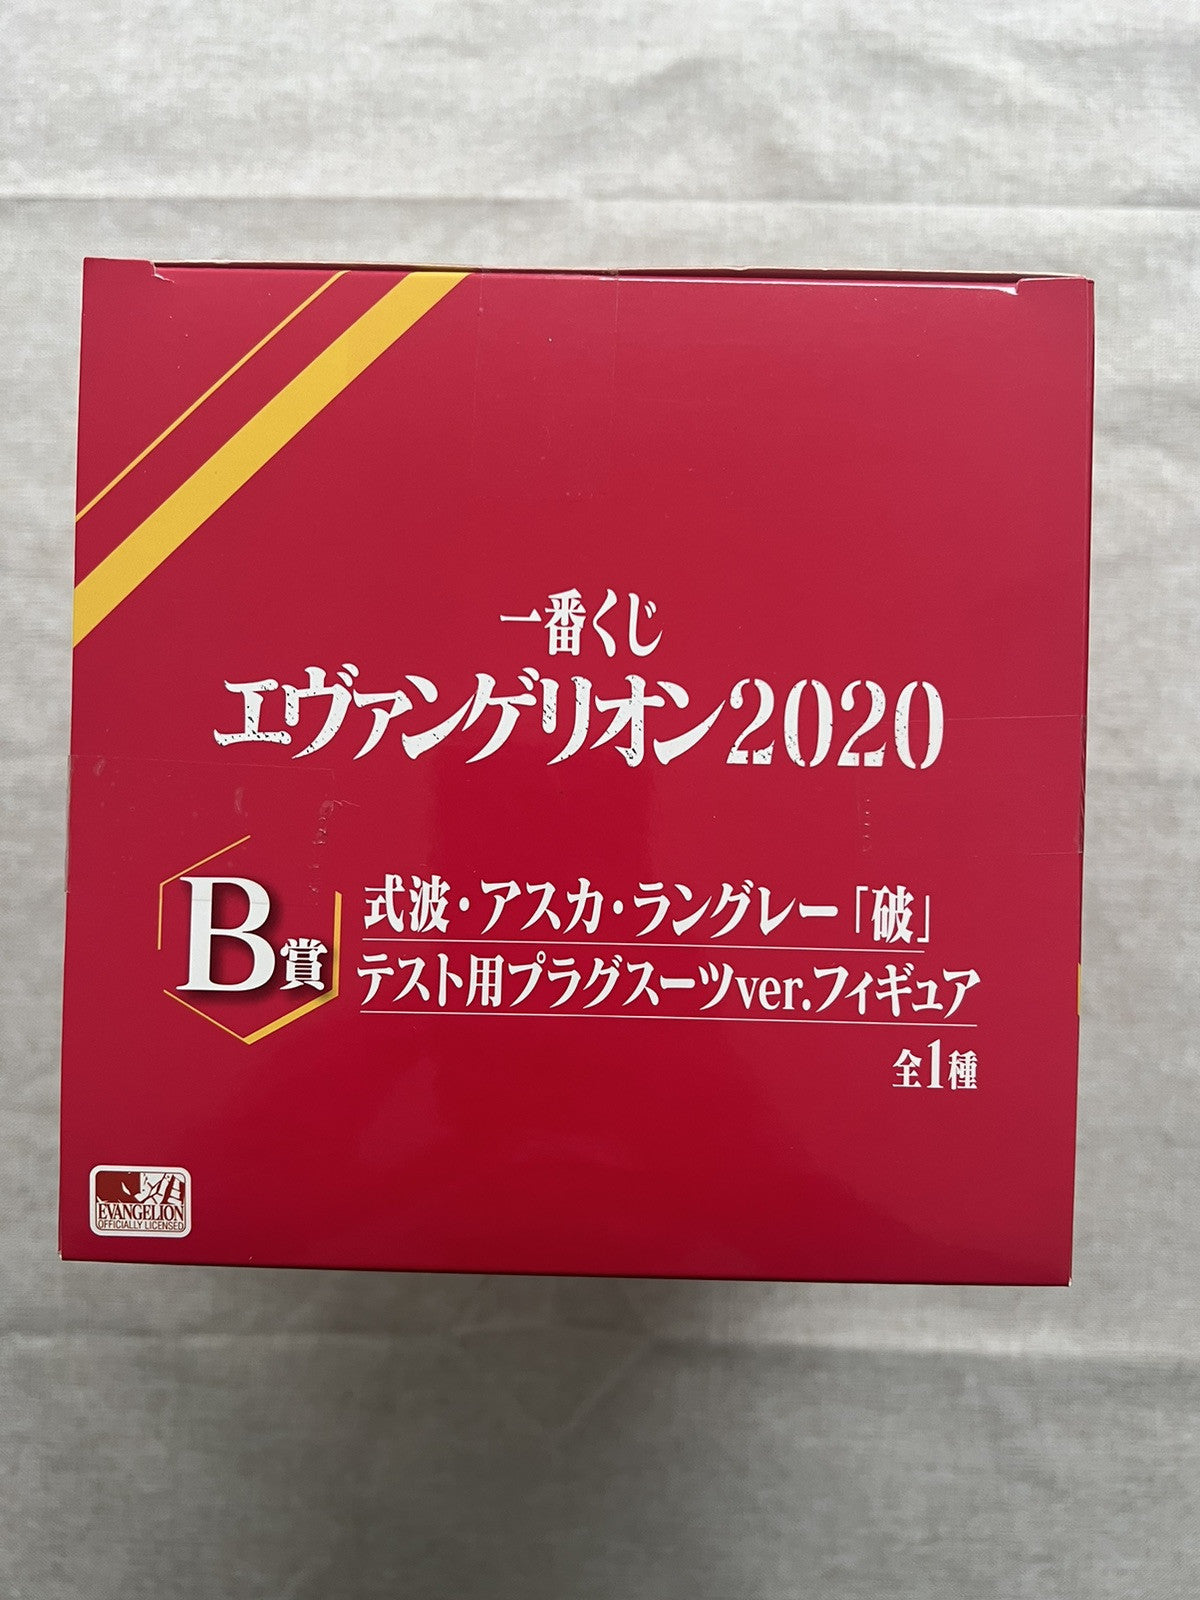 一番くじ
エヴァンゲリオン2020
B賞
式波・アスカ・ラングレー「破」
テスト用プラグスーツver.フィギュア
全1種
EVANGELION
OFFICIALLY LICENSED